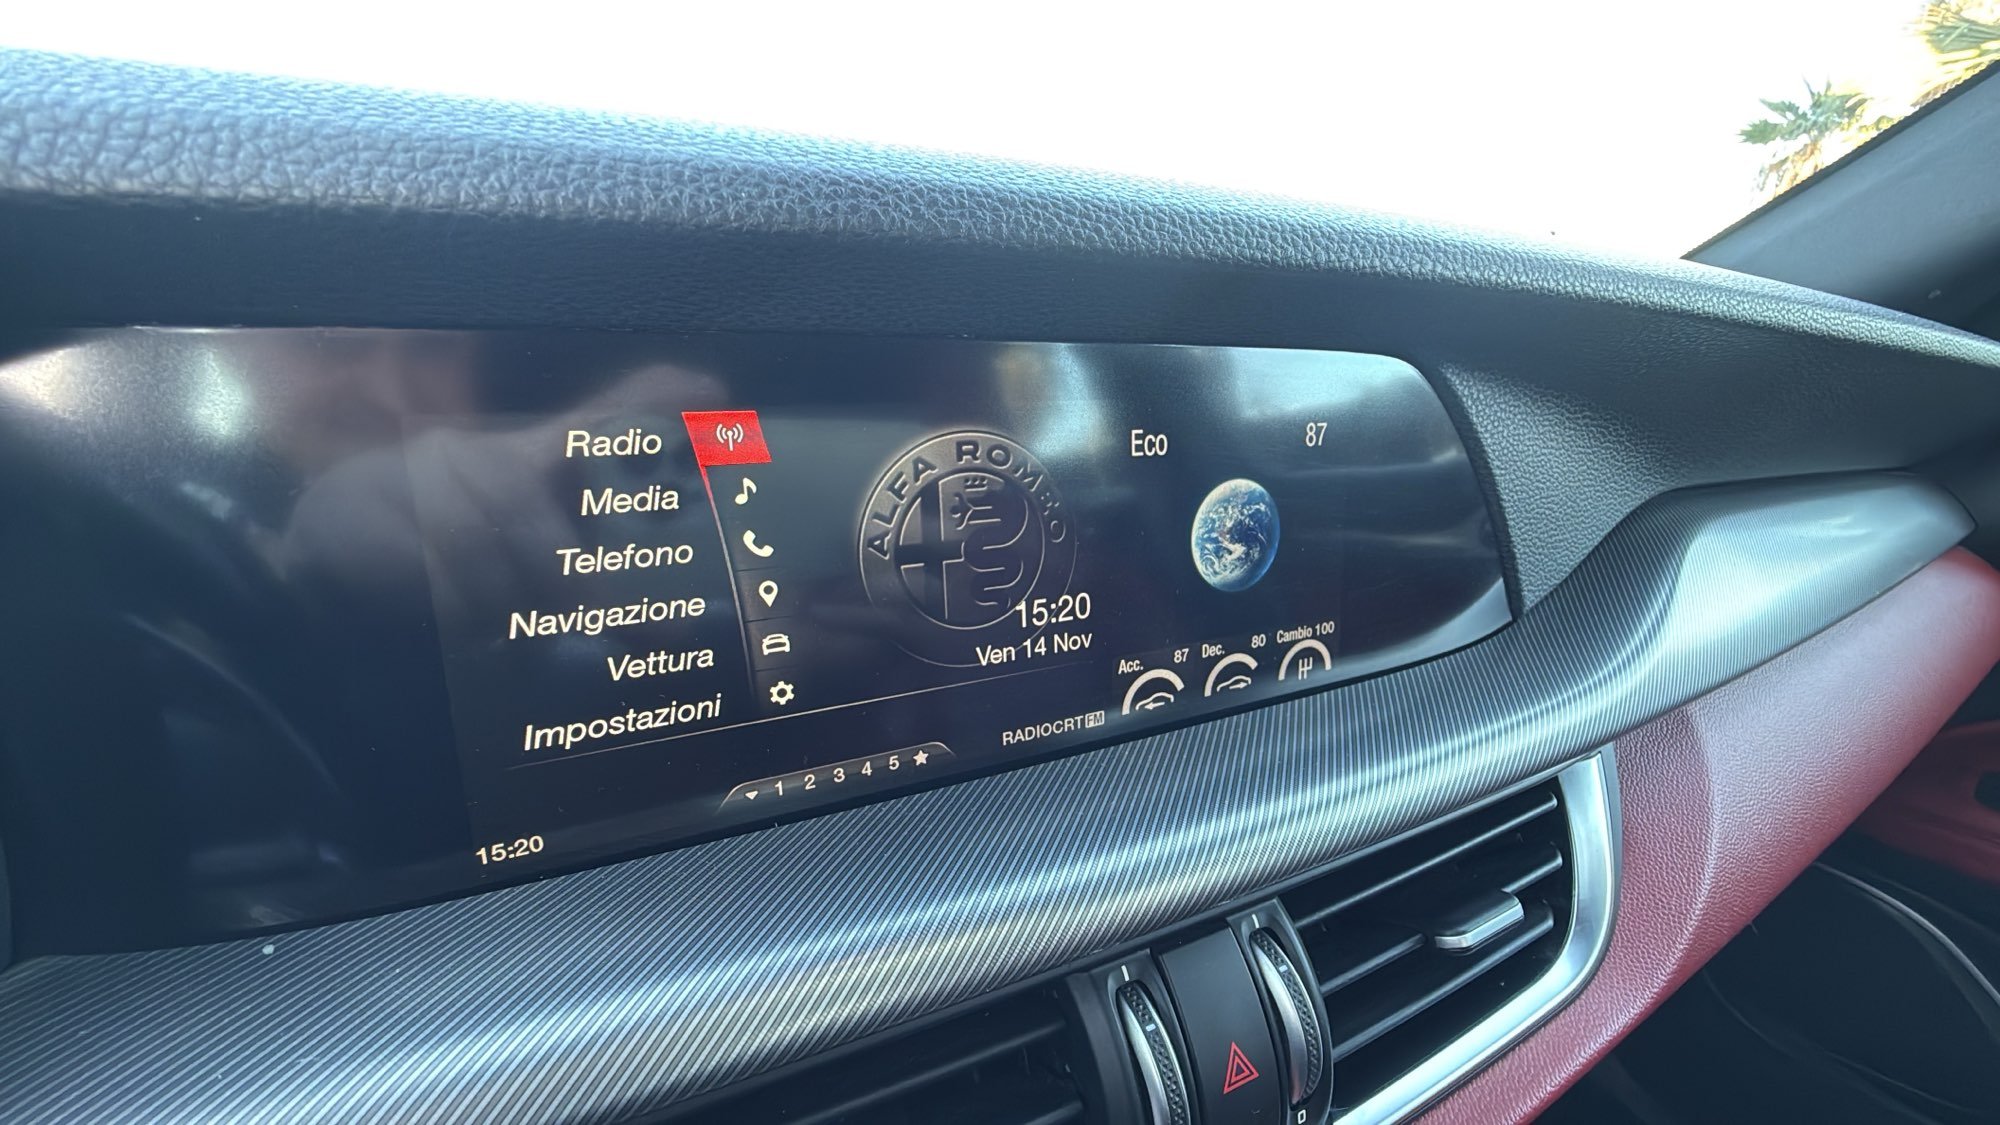 Radio
Media
Telefono
Navigazione
Vettura
Impostazioni
ALFA ROMEO
15:20
Ven 14 Nov
Eco 87
Acc. 87
Dec. 80
Cambio 100
RADIOCRT FM
1 2 3 4 5
15:20